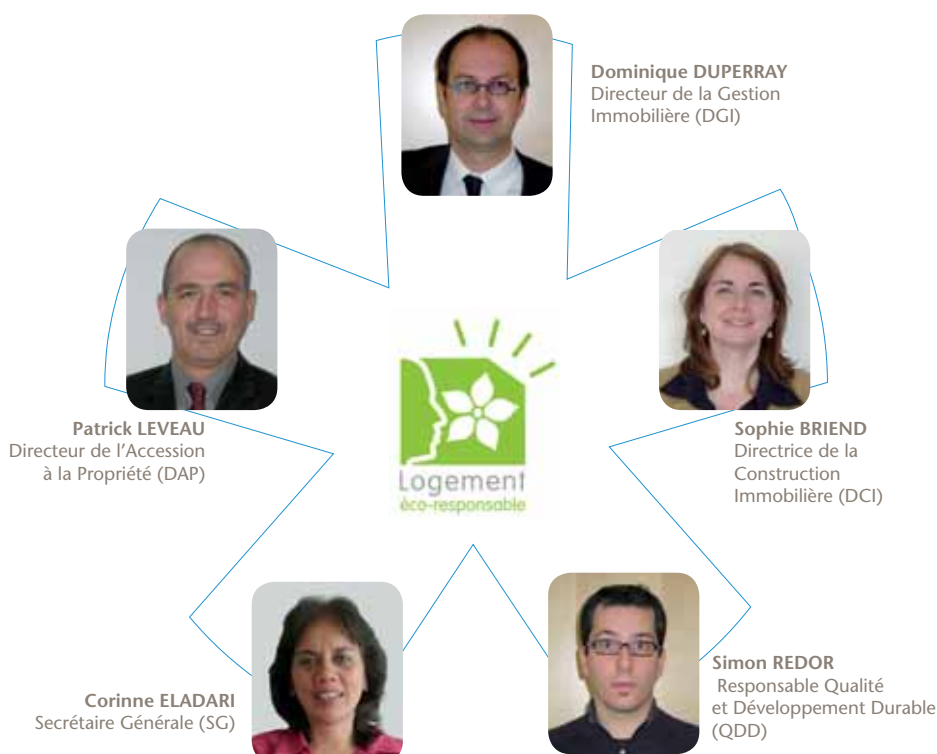 Dominique DUPERRAY
Directeur de la Gestion
Immobilière (DGI)
Patrick LEVEAU
Directeur de l'Accession
à la Propriété (DAP)
Sophie BRIEND
Directrice de la
Construction
Immobilière (DCI)
Logement
éco-responsable
Corinne ELADARI
Secrétaire Générale (SG)
Simon REDOR
Responsable Qualité
et Développement Durable
(QDD)